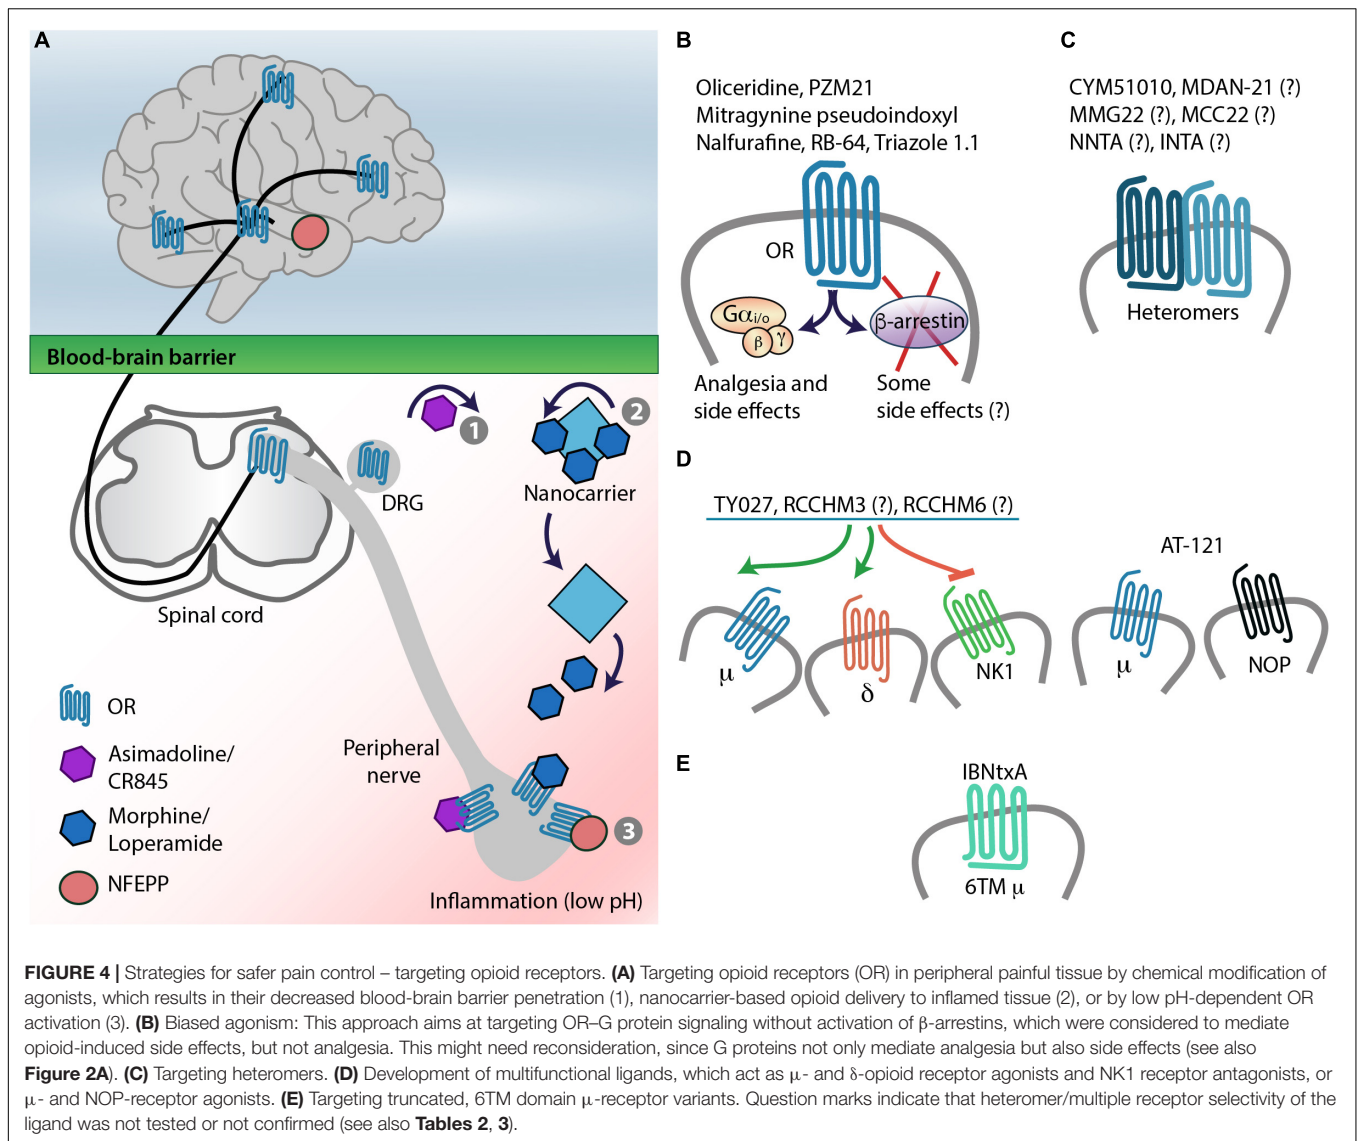 A
Blood-brain barrier
1
2
Nanocarrier
DRG
Spinal cord
OR
Asimadoline/
CR845
Morphine/
Loperamide
NFEPP
Peripheral
nerve
3
Inflammation (low pH)
B
Oliceridine, PZM21
Mitragynine pseudoindoxyl
Nalfurafine, RB-64, Triazole 1.1
OR
Gαi/o
β
γ
β-arrestin
Analgesia and
side effects
Some
side effects (?)
C
CYM51010, MDAN-21 (?)
MMG22 (?), MCC22 (?)
NNTA (?), INTA (?)
Heteromers
D
TY027, RCCHM3 (?), RCCHM6 (?)
μ
δ
NK1
AT-121
μ
NOP
E
IBNtxA
6TM μ
FIGURE 4 | Strategies for safer pain control – targeting opioid receptors. (A) Targeting opioid receptors (OR) in peripheral painful tissue by chemical modification of
agonists, which results in their decreased blood-brain barrier penetration (1), nanocarrier-based opioid delivery to inflamed tissue (2), or by low pH-dependent OR
activation (3). (B) Biased agonism: This approach aims at targeting OR–G protein signaling without activation of β-arrestins, which were considered to mediate
opioid-induced side effects, but not analgesia. This might need reconsideration, since G proteins not only mediate analgesia but also side effects (see also
Figure 2A). (C) Targeting heteromers. (D) Development of multifunctional ligands, which act as μ- and δ-opioid receptor agonists and NK1 receptor antagonists, or
μ- and NOP-receptor agonists. (E) Targeting truncated, 6TM domain μ-receptor variants. Question marks indicate that heteromer/multiple receptor selectivity of the
ligand was not tested or not confirmed (see also Tables 2, 3).